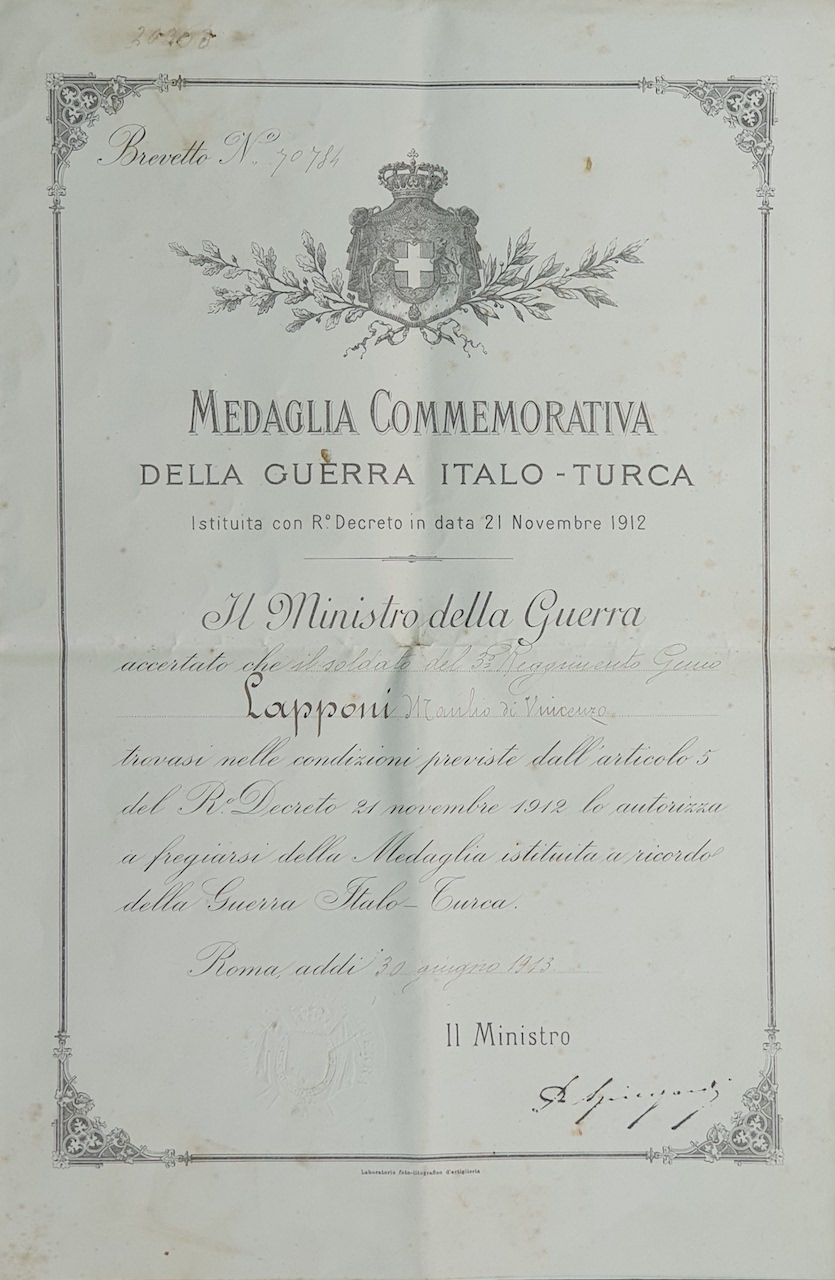 20205
Brevetto N.º 70784
MEDAGLIA COMMEMORATIVA
DELLA GUERRA ITALO - TURCA
Istituita con R.º Decreto in data 21 Novembre 1912
Il Ministro della Guerra
accertato che il soldato del 3º Reggimento Genio
Lapponi Manlio di Vincenzo
trovasi nelle condizioni previste dall'articolo 5
del R.º Decreto 21 novembre 1912 lo autorizza
a fregiarsi della Medaglia istituita a ricordo
della Guerra Italo-Turca.
Roma, addì 30 giugno 1913
Il Ministro
Spingardi
Laboratorio foto-litografico d'artiglieria